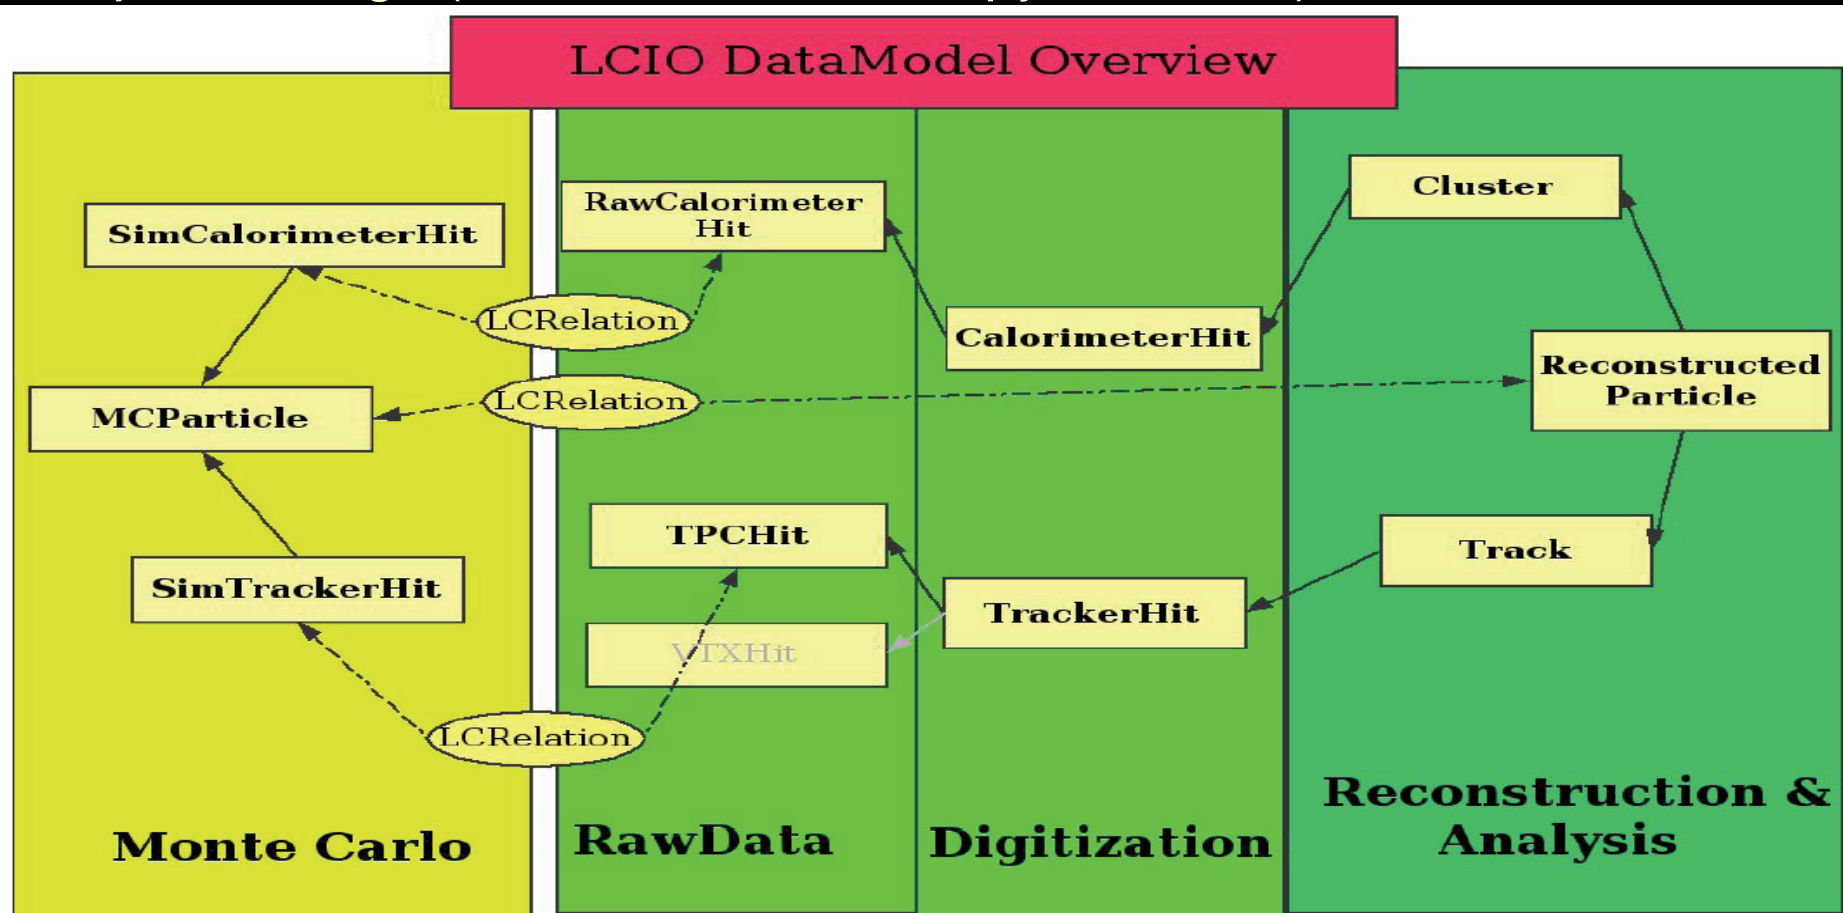 LCIO DataModel Overview
SimCalorimeterHit
MCParticle
SimTrackerHit
Monte Carlo
RawCalorimeter
Hit
LCRelation
LCRelation
TPCHit
VTXHit
LCRelation
RawData
CalorimeterHit
TrackerHit
Digitization
Cluster
Reconstructed
Particle
Track
Reconstruction &
Analysis